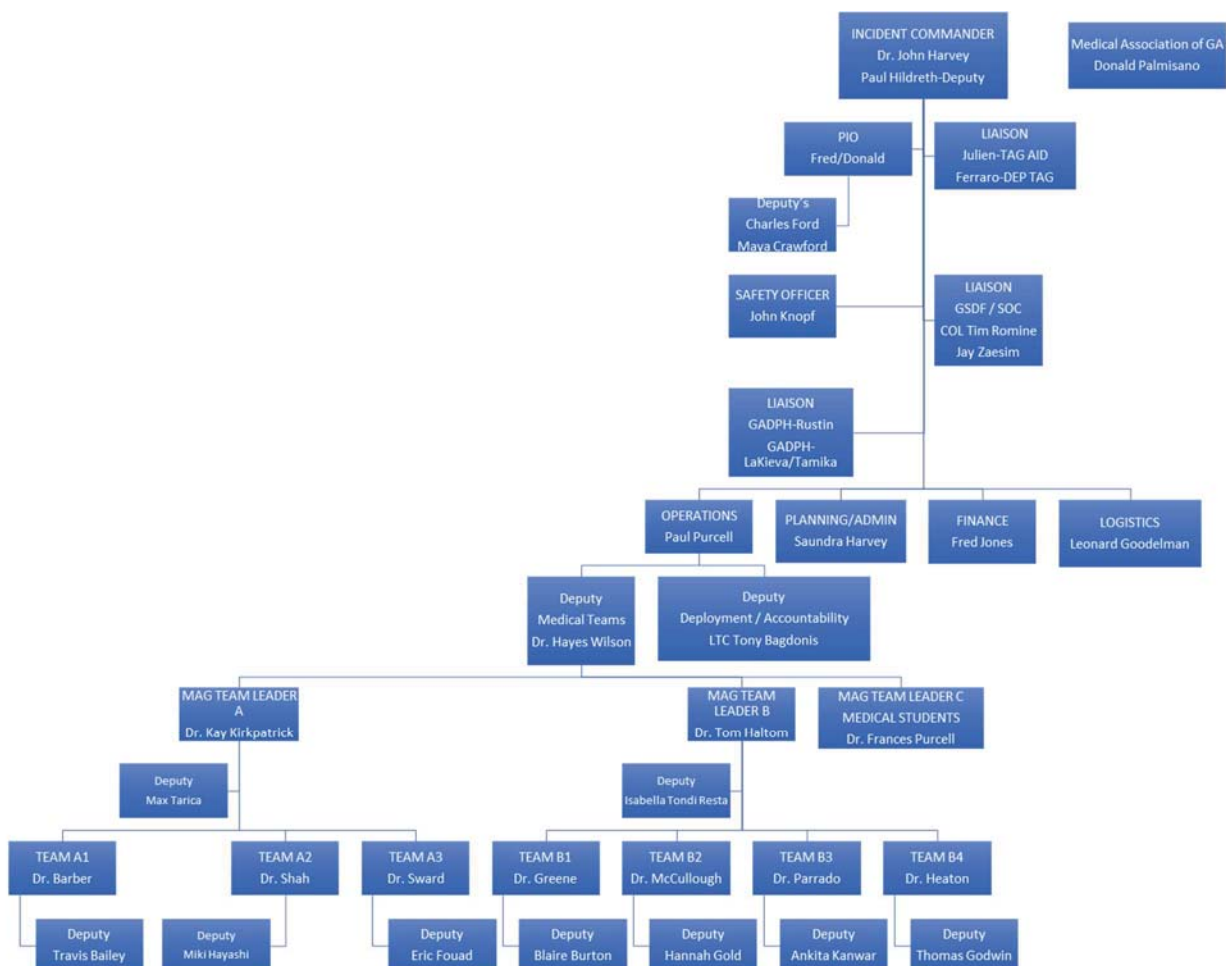 INCIDENT COMMANDER
Dr. John Harvey
Paul Hildreth-Deputy
Medical Association of GA
Donald Palmisano
PIO
Fred/Donald
LIAISON
Julien-TAG AID
Ferraro-DEP TAG
Deputy's
Charles Ford
Maya Crawford
SAFETY OFFICER
John Knopf
LIAISON
GSDF / SOC
COL Tim Romine
Jay Zaesim
LIAISON
GADPH-Rustin
GADPH-
LaKieva/Tamika
OPERATIONS
Paul Purcell
PLANNING/ADMIN
Saundra Harvey
FINANCE
Fred Jones
LOGISTICS
Leonard Goodelman
Deputy
Medical Teams
Dr. Hayes Wilson
Deputy
Deployment / Accountability
LTC Tony Bagdonis
MAG TEAM LEADER
A
Dr. Kay Kirkpatrick
MAG TEAM
LEADER B
Dr. Tom Haltom
MAG TEAM LEADER C
MEDICAL STUDENTS
Dr. Frances Purcell
Deputy
Max Tarica
Deputy
Isabella Tondi Resta
TEAM A1
Dr. Barber
TEAM A2
Dr. Shah
TEAM A3
Dr. Sward
TEAM B1
Dr. Greene
TEAM B2
Dr. McCullough
TEAM B3
Dr. Parrado
TEAM B4
Dr. Heaton
Deputy
Travis Bailey
Deputy
Miki Hayashi
Deputy
Eric Fouad
Deputy
Blaire Burton
Deputy
Hannah Gold
Deputy
Ankita Kanwar
Deputy
Thomas Godwin